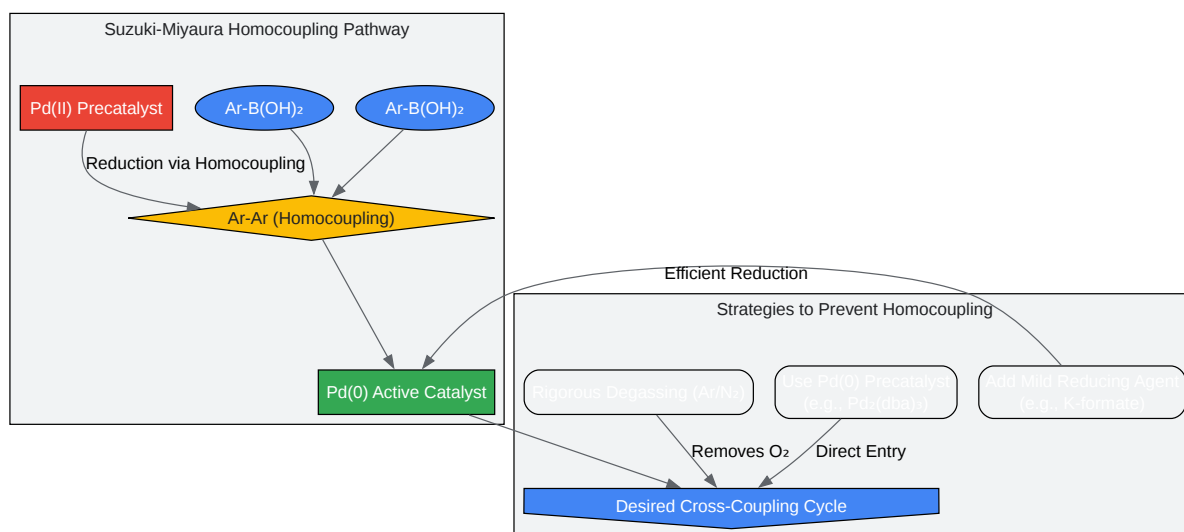 Suzuki-Miyaura Homocoupling Pathway
Pd(II) Precatalyst
Ar-B(OH)₂
Ar-B(OH)₂
Reduction via Homocoupling
Ar-Ar (Homocoupling)
Efficient Reduction
Strategies to Prevent Homocoupling
Pd(0) Active Catalyst
Rigorous Degassing (Ar/N₂)
Use Pd(0) Precatalyst
(e.g., Pd₂(dba)₃)
Add Mild Reducing Agent
(e.g., K-formate)
Removes O₂
Direct Entry
Desired Cross-Coupling Cycle